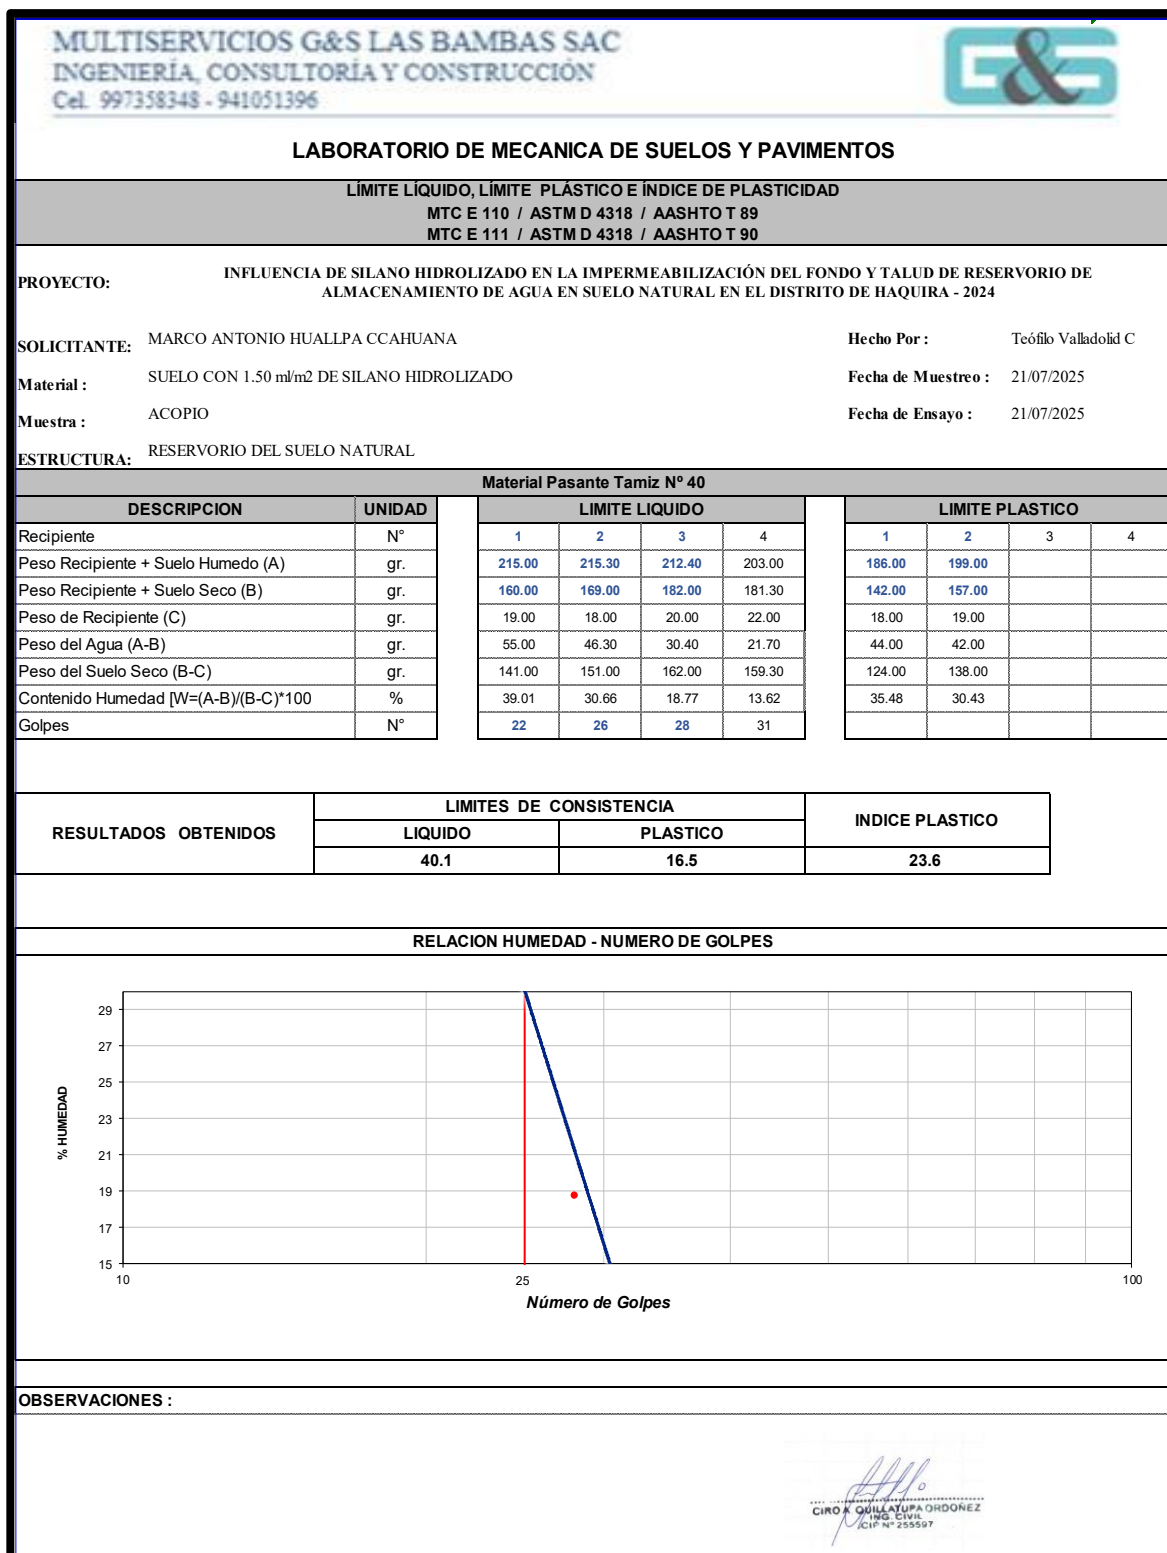 MULTISERVICIOS G&S LAS BAMBAS SAC
INGENIERÍA, CONSULTORÍA Y CONSTRUCCIÓN
Cel. 997358348 - 941051396
G&S
LABORATORIO DE MECANICA DE SUELOS Y PAVIMENTOS
LÍMITE LÍQUIDO, LÍMITE PLÁSTICO E ÍNDICE DE PLASTICIDAD
MTC E 110 / ASTM D 4318 / AASHTO T 89
MTC E 111 / ASTM D 4318 / AASHTO T 90
PROYECTO: INFLUENCIA DE SILANO HIDROLIZADO EN LA IMPERMEABILIZACIÓN DEL FONDO Y TALUD DE RESERVORIO DE
ALMACENAMIENTO DE AGUA EN SUELO NATURAL EN EL DISTRITO DE HAQUIRA - 2024
SOLICITANTE: MARCO ANTONIO HUALLPA CCAHUANA Hecho Por : Teófilo Valladolid C
Material : SUELO CON 1.50 ml/m2 DE SILANO HIDROLIZADO Fecha de Muestreo : 21/07/2025
Muestra : ACOPIO Fecha de Ensayo : 21/07/2025
ESTRUCTURA: RESERVORIO DEL SUELO NATURAL
Material Pasante Tamiz Nº 40
DESCRIPCION UNIDAD LIMITE LIQUIDO LIMITE PLASTICO
Recipiente N° 1 2 3 4 1 2 3 4
Peso Recipiente + Suelo Humedo (A) gr. 215.00 215.30 212.40 203.00 186.00 199.00
Peso Recipiente + Suelo Seco (B) gr. 160.00 169.00 182.00 181.30 142.00 157.00
Peso de Recipiente (C) gr. 19.00 18.00 20.00 22.00 18.00 19.00
Peso del Agua (A-B) gr. 55.00 46.30 30.40 21.70 44.00 42.00
Peso del Suelo Seco (B-C) gr. 141.00 151.00 162.00 159.30 124.00 138.00
Contenido Humedad [W=(A-B)/(B-C)*100 % 39.01 30.66 18.77 13.62 35.48 30.43
Golpes N° 22 26 28 31
RESULTADOS OBTENIDOS LIMITES DE CONSISTENCIA INDICE PLASTICO
LIQUIDO PLASTICO
40.1 16.5 23.6
RELACION HUMEDAD - NUMERO DE GOLPES
% HUMEDAD
29
27
25
23
21
19
17
15
10 25 100
Número de Golpes
OBSERVACIONES :
CIRO A. QUILLATUPA ORDOÑEZ
ING. CIVIL
CIP N° 255597